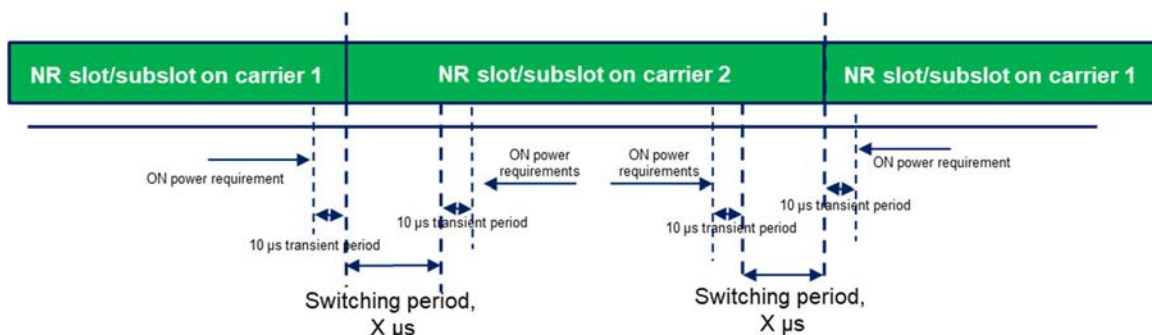 NR slot/subslot on carrier 1
NR slot/subslot on carrier 2
NR slot/subslot on carrier 1
ON power requirement
ON power
requirements
ON power
requirements
ON power requirement
10 µs transient period
10 µs transient period
10 µs transient period
10 µs transient period
Switching period,
X µs
Switching period,
X µs